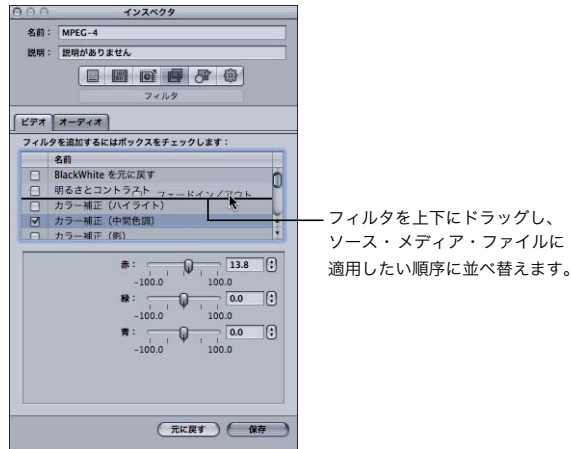 インスペクタ
名前： MPEG-4
説明： 説明がありません
フィルタ
ビデオ オーディオ
フィルタを追加するにはボックスをチェックします：
名前
BlackWhite を元に戻す
明るさとコントラスト
フェードイン／アウト
カラー補正（ハイライト）
カラー補正（中間色調）
カラー補正（影）
フィルタを上下にドラッグし、
ソース・メディア・ファイルに
適用したい順序に並べ替えます。
赤： 13.8
-100.0 100.0
緑： 0.0
-100.0 100.0
青： 0.0
-100.0 100.0
元に戻す 保存